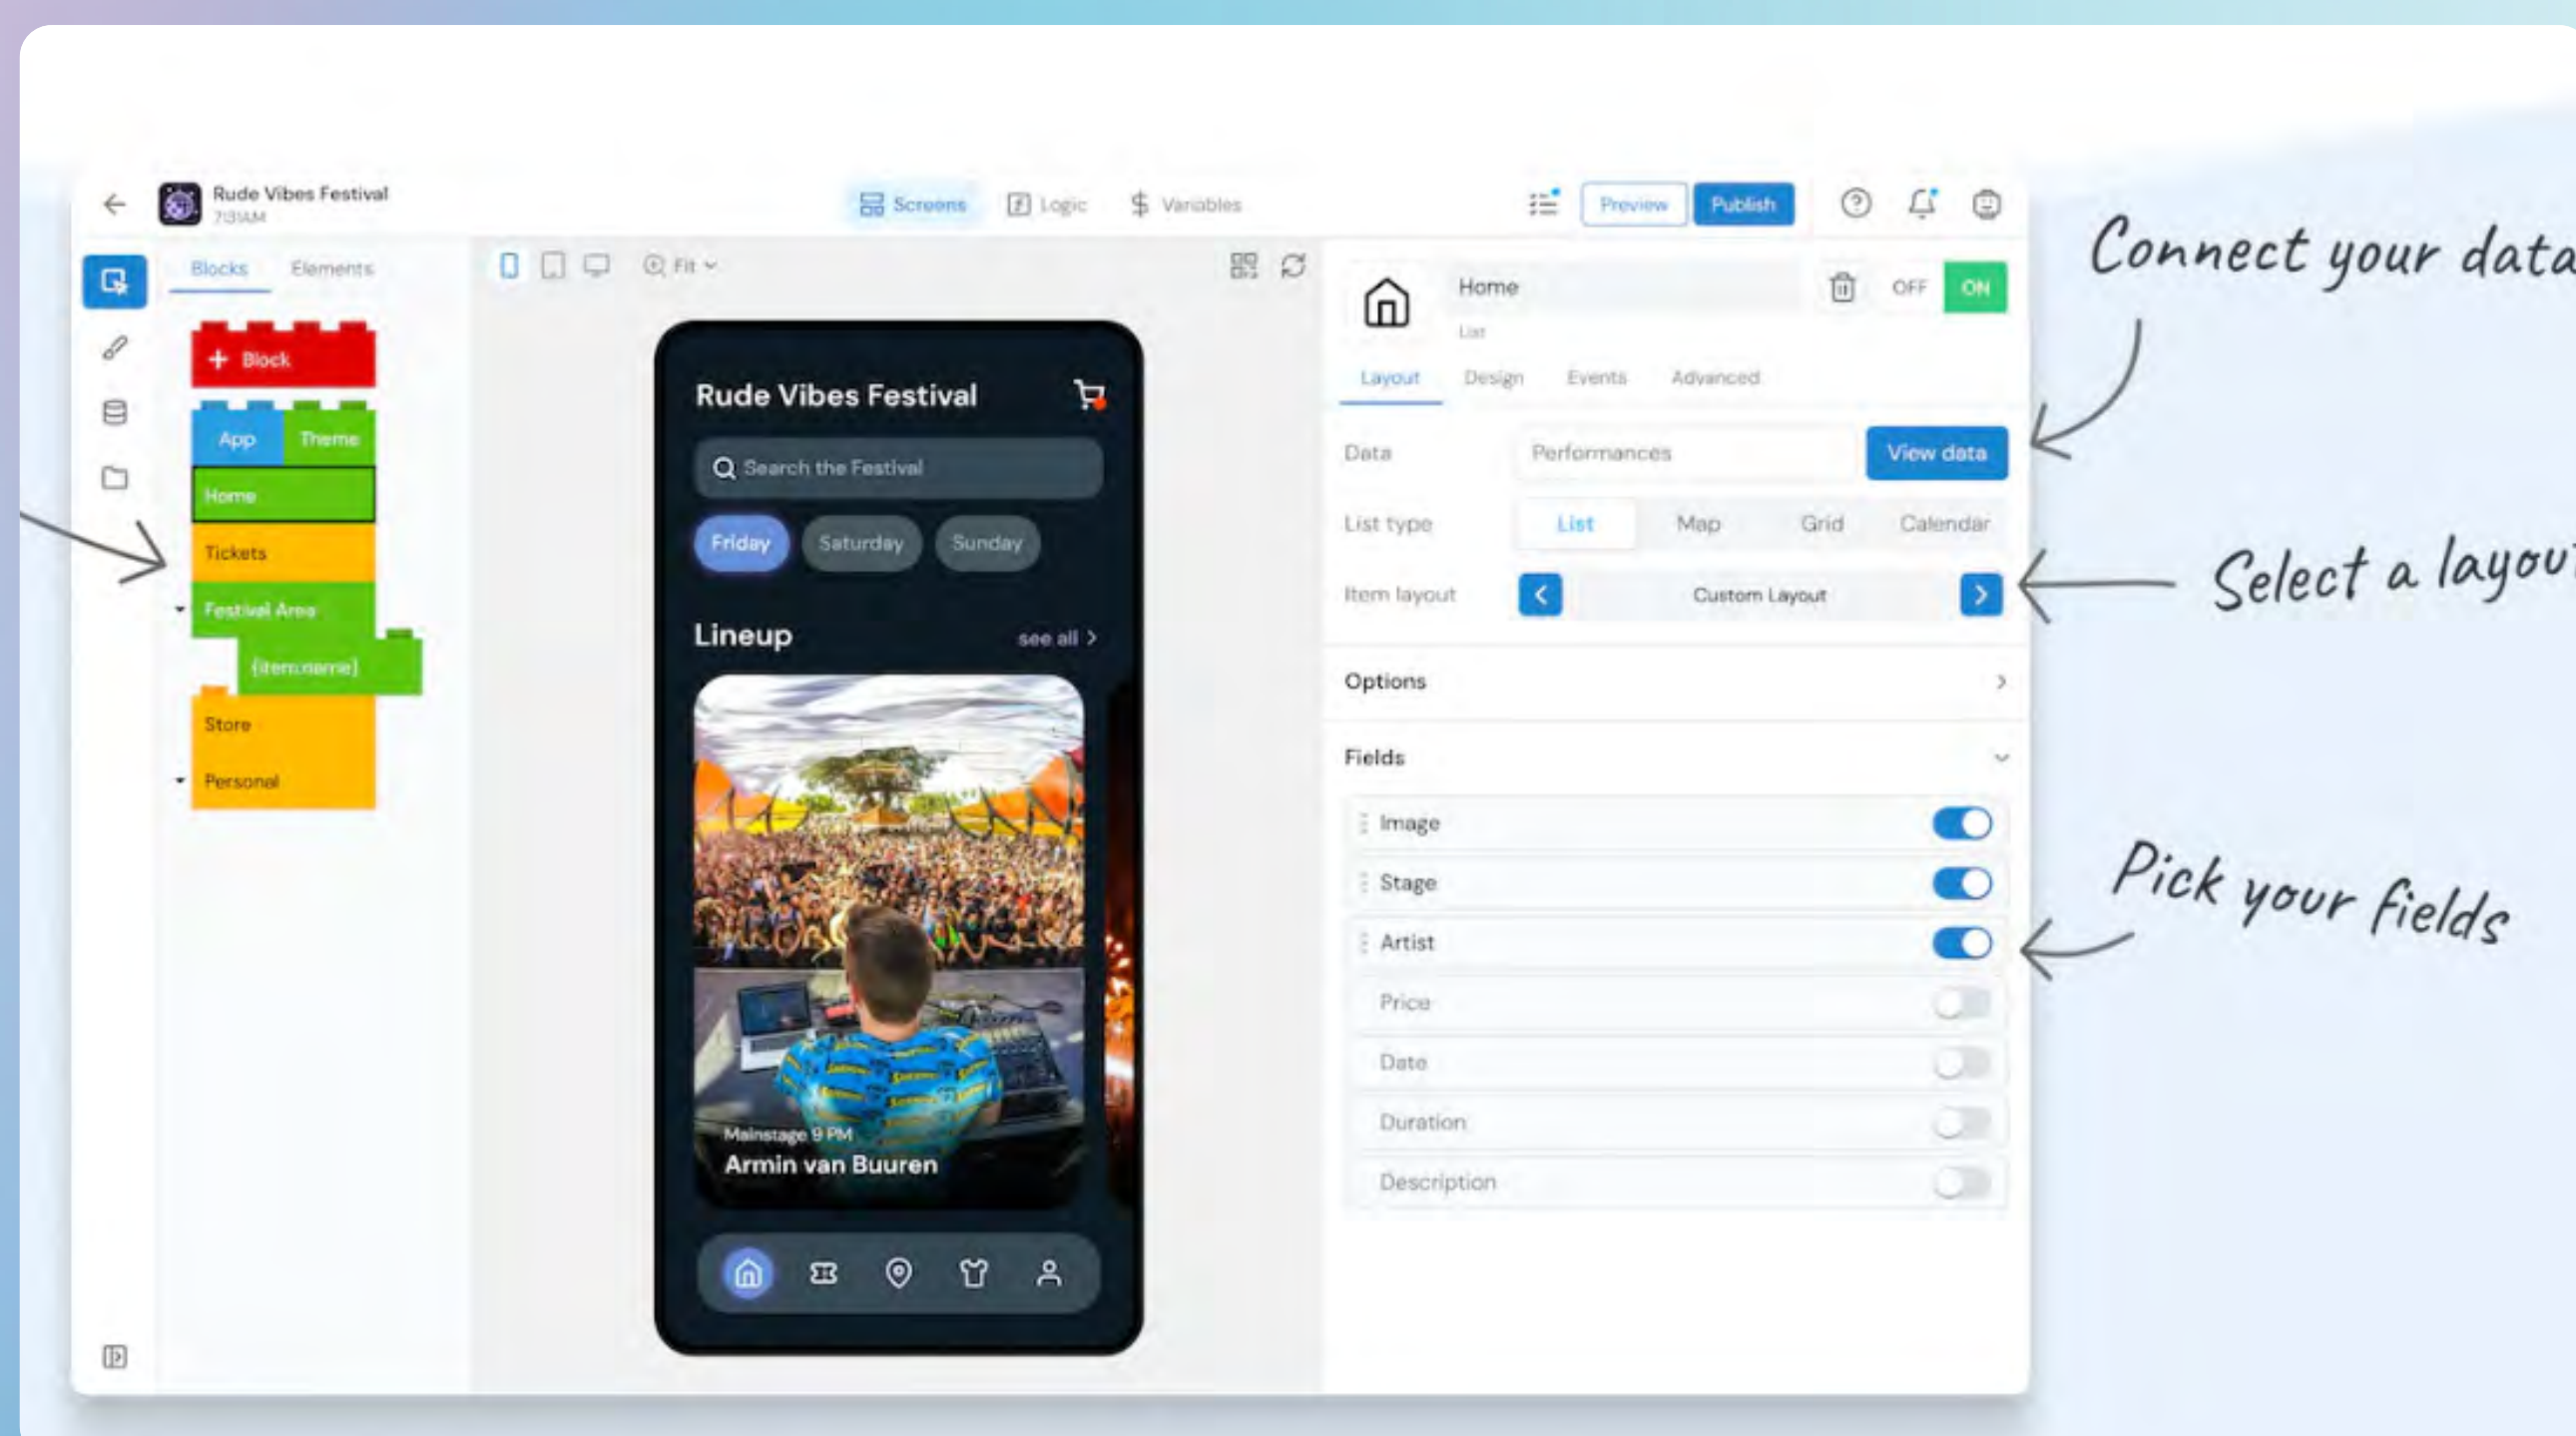 Rude Vibes Festival
7:31AM
Screens
Logic
Variables
Preview
Publish
Blocks
Elements
Fit
+ Block
App
Theme
Home
Tickets
Festival Area
{item:name}
Store
Personal
Rude Vibes Festival
Search the Festival
Friday
Saturday
Sunday
Lineup
see all >
Mainstage 9 PM
Armin van Buuren
Home
OFF
ON
List
Layout
Design
Events
Advanced
Data
Performances
View data
List type
List
Map
Grid
Calendar
Item layout
Custom Layout
Options
Fields
Image
Stage
Artist
Price
Date
Duration
Description
Connect your data
Select a layout
Pick your fields